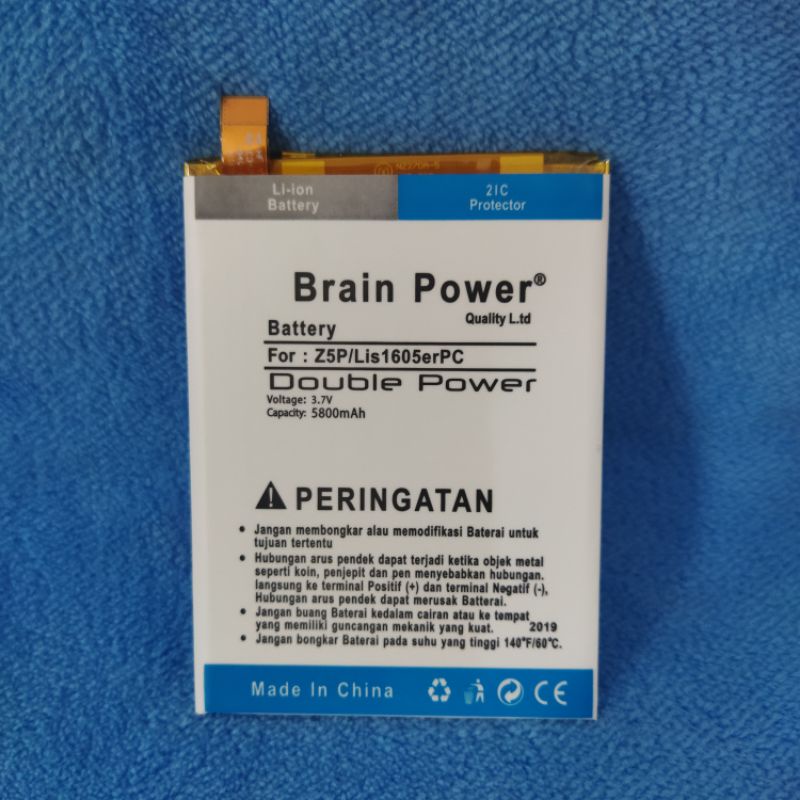 Li-ion
Battery
2IC
Protector
Brain Power®
Quality L.td
Battery
For : Z5P/Lis1605erPC
Double Power
Voltage: 3.7V
Capacity: 5800mAh
PERINGATAN
• Jangan membongkar alau memodifikasi Baterai untuk
tujuan tertentu
• Hubungan arus pendek dapat terjadi ketika objek metal
seperti koin, penjepit dan pen menyebabkan hubungan.
langsung ke terminal Positif (+) dan terminal Negatif (-),
Hubungan arus pendek dapat merusak Batterai.
• Jangan buang Baterai kedalam cairan atau ke tempat
yang memiliki guncangan mekanik yang kuat.
2019
• Jangan bongkar Baterai pada suhu yang tinggi 140°F/60°C.
Made In China
CE